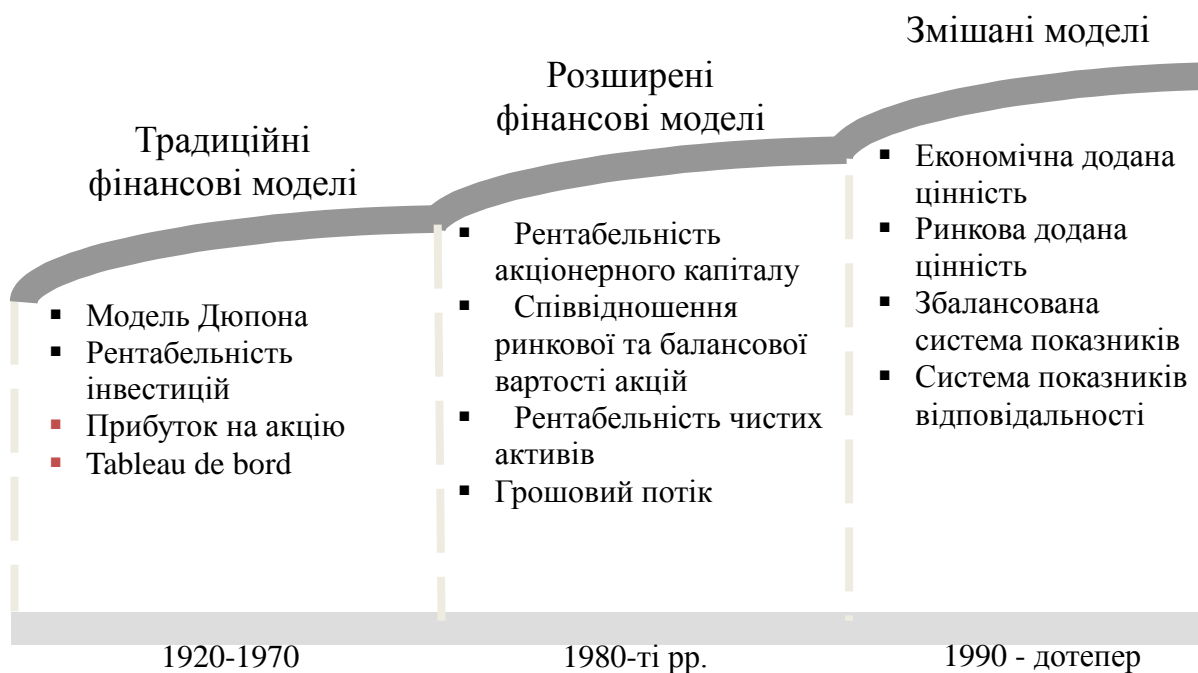 Традиційні
фінансові моделі
▪ Модель Дюпона
▪ Рентабельність
інвестицій
▪ Прибуток на акцію
▪ Tableau de bord
1920-1970
Розширені
фінансові моделі
▪ Рентабельність
акціонерного капіталу
▪ Співвідношення
ринкової та балансової
вартості акцій
▪ Рентабельність чистих
активів
▪ Грошовий потік
1980-ті рр.
Змішані моделі
▪ Економічна додана
цінність
▪ Ринкова додана
цінність
▪ Збалансована
система показників
▪ Система показників
відповідальності
1990 - дотепер